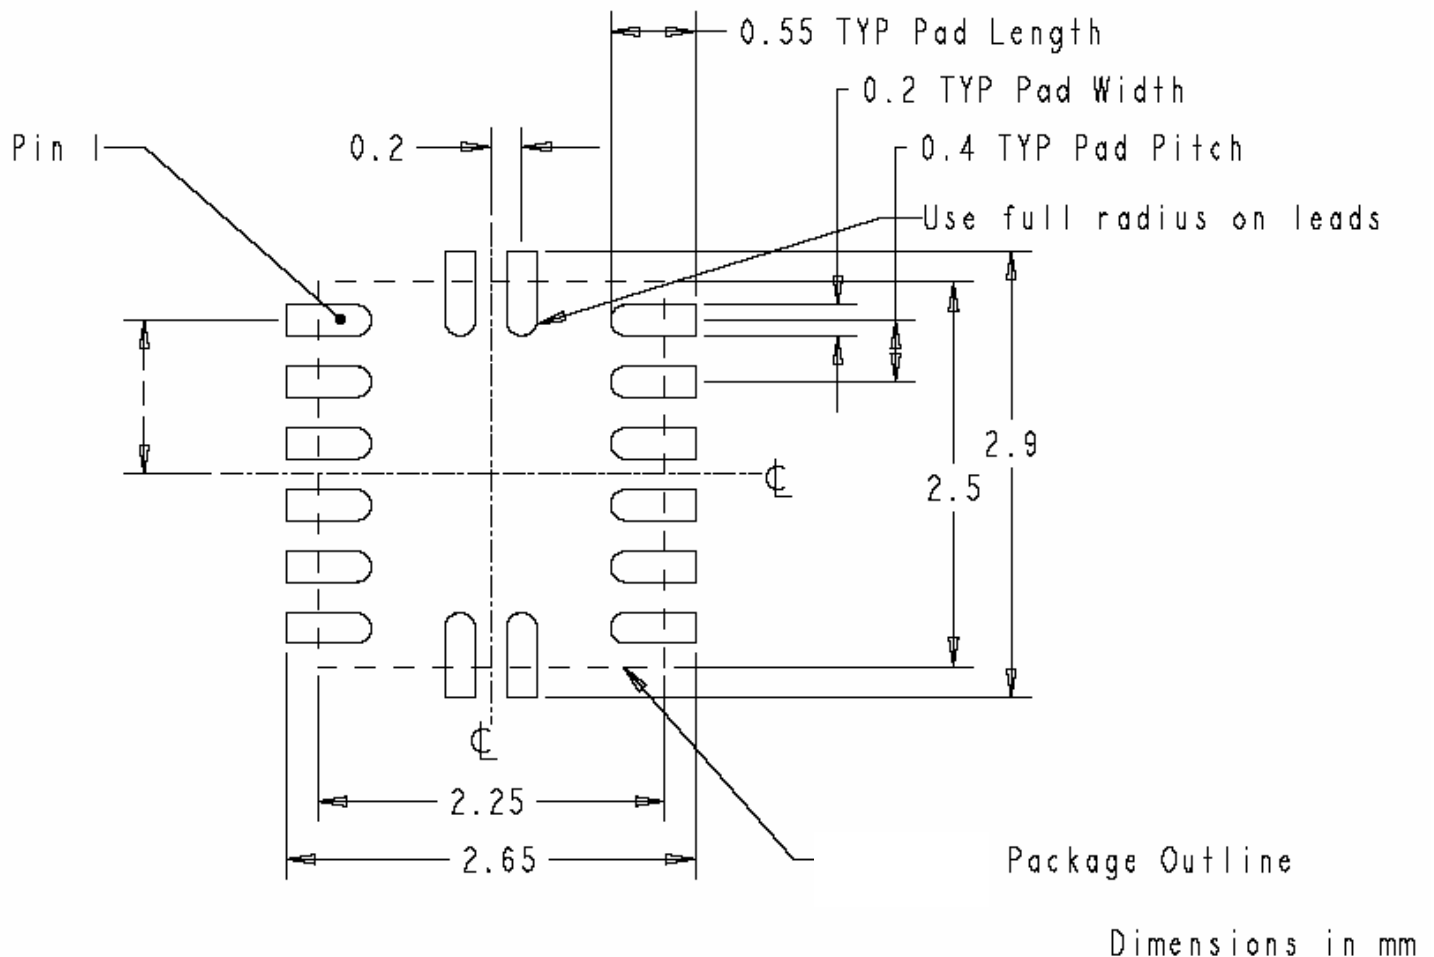 0.55 TYP Pad Length
0.2 TYP Pad Width
Pin 1
0.2
0.4 TYP Pad Pitch
Use full radius on leads
2.9
2.5
℄
℄
2.25
2.65
Package Outline
Dimensions in mm